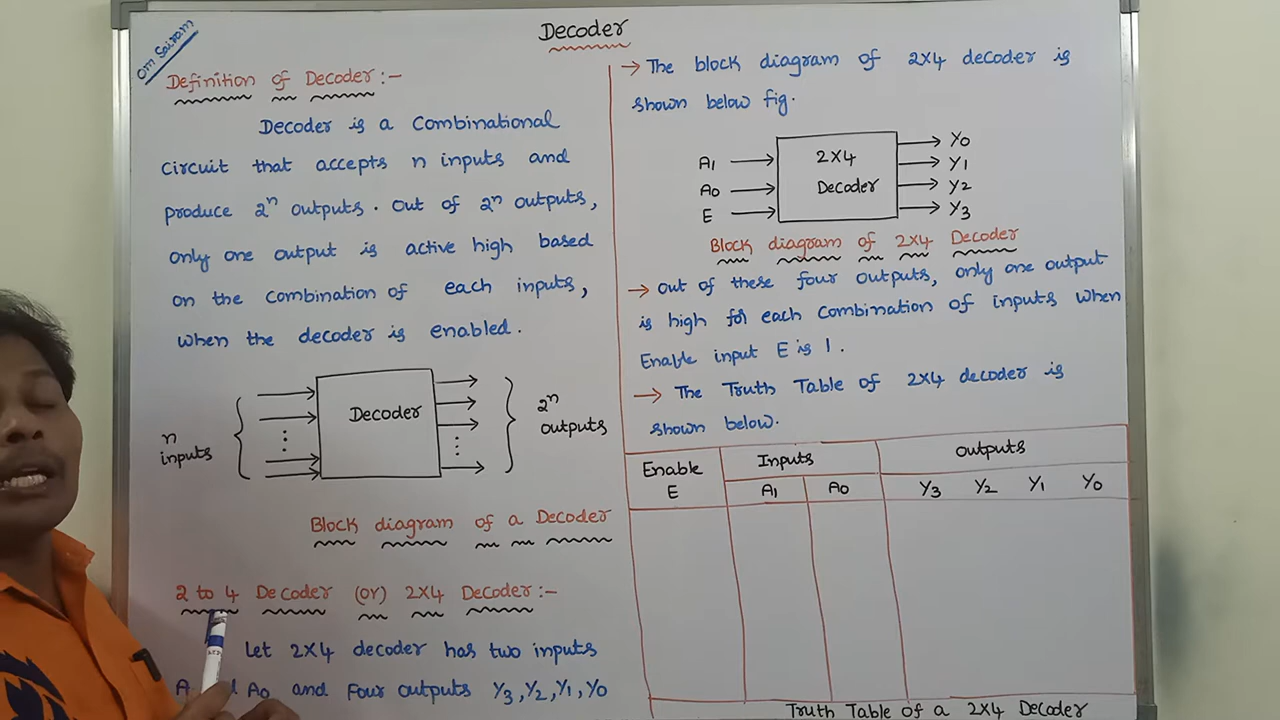 Decoder
Om Sairam
Definition of Decoder:-
Decoder is a Combinational
Circuit that accepts n inputs and
produce 2ⁿ outputs. Out of 2ⁿ outputs,
only one output is active high based
on the combination of each inputs,
when the decoder is enabled.
n
inputs
Decoder
2ⁿ
outputs
Block diagram of a Decoder
2 to 4 Decoder (or) 2x4 Decoder:-
Let 2x4 decoder has two inputs
A0 and Four outputs Y3, Y2, Y1, Y0
→ The block diagram of 2x4 decoder is
shown below fig.
A1
A0
E
2x4
Decoder
Y0
Y1
Y2
Y3
Block diagram of 2x4 Decoder
→ out of these four outputs, only one output
is high for each combination of inputs when
Enable input E is 1.
→ The Truth Table of 2x4 decoder is
shown below.
Enable Inputs Outputs
E A1 A0 Y3 Y2 Y1 Y0
Truth Table of a 2x4 Decoder